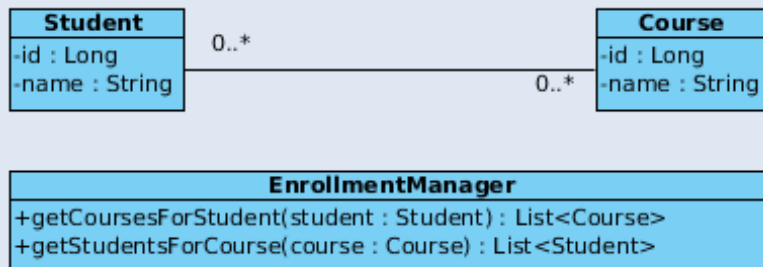 Student
-id : Long
-name : String
0..*
0..*
Course
-id : Long
-name : String
EnrollmentManager
+getCoursesForStudent(student : Student) : List<Course>
+getStudentsForCourse(course : Course) : List<Student>